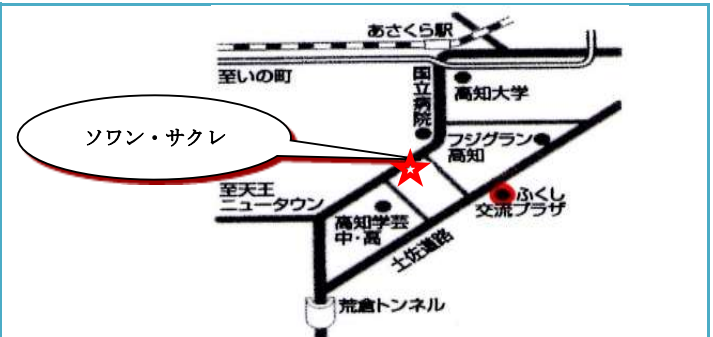 あさくら駅
至いの町
国立病院
高知大学
ソワン・サクレ
フジグラン
高知
至天王
ニュータウン
ふくし
交流プラザ
高知学芸
中・高
土佐道路
荒倉トンネル